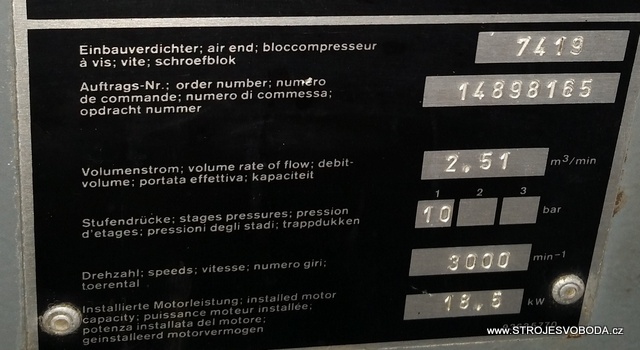 Einbauverdichter; air end; bloccompresseur
à vis; vite; schroefblok
7419
Auftrags-Nr.; order number; numero
de commande; numero di commessa;
opdracht nummer
14898165
Volumenstrom; volume rate of flow; debit-
volume; portata effettiva; kapaciteit
2.51 m³/min
1 2 3
Stufendrücke; stages pressures; pression
d'etages; pressioni degli stadi; trappdukken
10 bar
Drehzahl; speeds; vitesse; numero giri;
toerental
3000 min-1
Installierte Motorleistung; installed motor
capacity; puissance moteur installée;
potenza installata del motore;
geinstalleerd motorvermogen
18.5 kW
www.STROJESVOBODA.cz